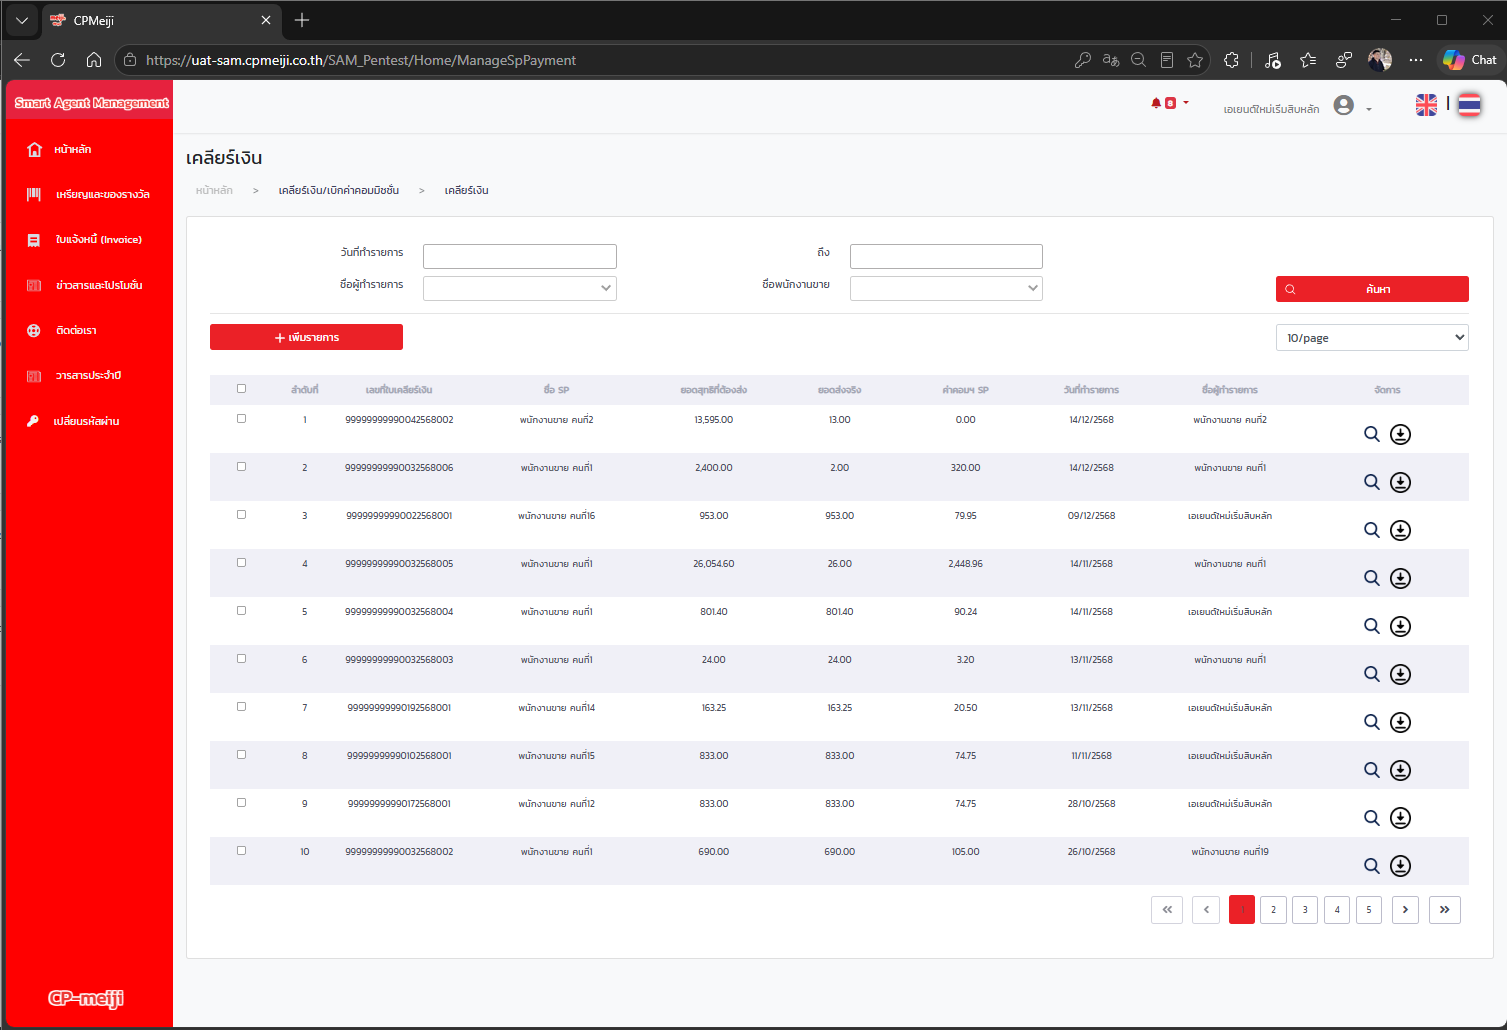 CPMeiji
https://uat-sam.cpmeiji.co.th/SAM_Pentest/Home/ManageSpPayment
Chat
Smart Agent Management
8
เอเยนต์ใหม่เริ่มสิบหลัก
หน้าหลัก
เหรียญและของรางวัล
ใบแจ้งหนี้ (Invoice)
ข่าวสารและโปรโมชั่น
ติดต่อเรา
วารสารประจำปี
เปลี่ยนรหัสผ่าน
CP-meiji
เคลียร์เงิน
หน้าหลัก > เคลียร์เงิน/เบิกค่าคอมมิชชั่น > เคลียร์เงิน
วันที่ทำรายการ ถึง
ชื่อผู้ทำรายการ ชื่อพนักงานขาย ค้นหา
+ เพิ่มรายการ 10/page
ลำดับที่ เลขที่ใบเคลียร์เงิน ชื่อ SP ยอดสุทธิที่ต้องส่ง ยอดส่งจริง ค่าคอมฯ SP วันที่ทำรายการ ชื่อผู้ทำรายการ จัดการ
1 99999999990042568002 พนักงานขาย คนที่2 13,595.00 13.00 0.00 14/12/2568 พนักงานขาย คนที่2
2 99999999990032568006 พนักงานขาย คนที่1 2,400.00 2.00 320.00 14/12/2568 พนักงานขาย คนที่1
3 99999999990022568001 พนักงานขาย คนที่16 953.00 953.00 79.95 09/12/2568 เอเยนต์ใหม่เริ่มสิบหลัก
4 99999999990032568005 พนักงานขาย คนที่1 26,054.60 26.00 2,448.96 14/11/2568 พนักงานขาย คนที่1
5 99999999990032568004 พนักงานขาย คนที่1 801.40 801.40 90.24 14/11/2568 เอเยนต์ใหม่เริ่มสิบหลัก
6 99999999990032568003 พนักงานขาย คนที่1 24.00 24.00 3.20 13/11/2568 พนักงานขาย คนที่1
7 99999999990192568001 พนักงานขาย คนที่14 163.25 163.25 20.50 13/11/2568 เอเยนต์ใหม่เริ่มสิบหลัก
8 99999999990102568001 พนักงานขาย คนที่15 833.00 833.00 74.75 11/11/2568 เอเยนต์ใหม่เริ่มสิบหลัก
9 99999999990172568001 พนักงานขาย คนที่12 833.00 833.00 74.75 28/10/2568 เอเยนต์ใหม่เริ่มสิบหลัก
10 99999999990032568002 พนักงานขาย คนที่1 690.00 690.00 105.00 26/10/2568 พนักงานขาย คนที่19
« ‹ 1 2 3 4 5 › »